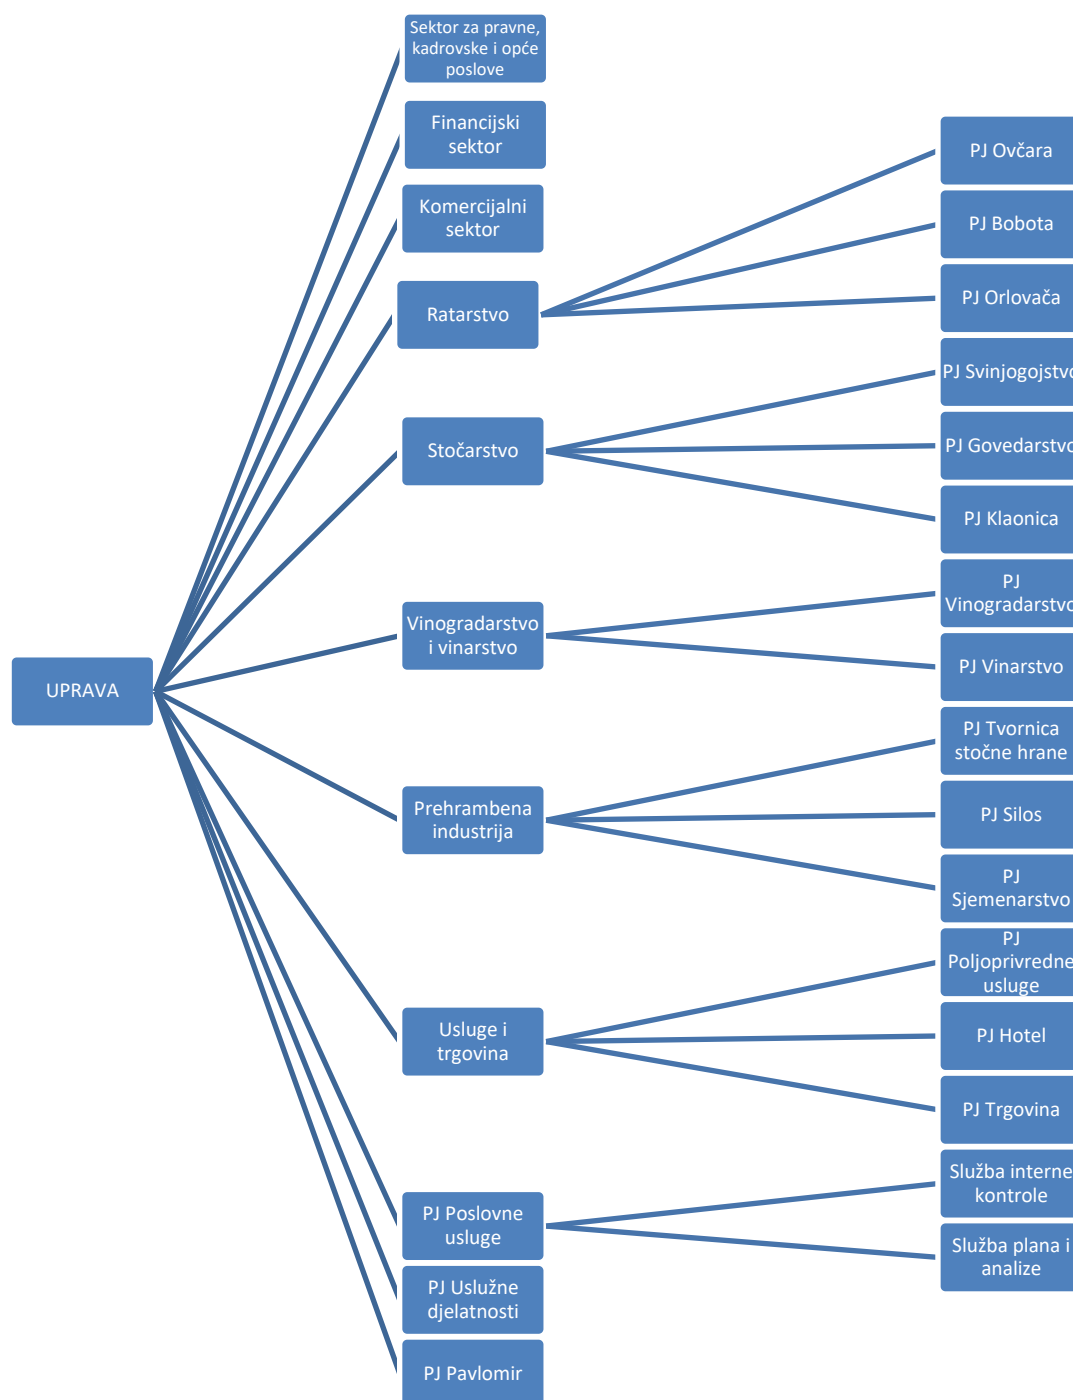 Sektor za pravne,
kadrovske i opće
poslove
Financijski
sektor
Komercijalni
sektor
Ratarstvo
PJ Ovčara
PJ Bobota
PJ Orlovača
Stočarstvo
PJ Svinjogojstvo
PJ Govedarstvo
PJ Klaonica
UPRAVA
Vinogradarstvo
i vinarstvo
PJ
Vinogradarstvo
PJ Vinarstvo
Prehrambena
industrija
PJ Tvornica
stočne hrane
PJ Silos
PJ
Sjemenarstvo
Usluge i
trgovina
PJ
Poljoprivredne
usluge
PJ Hotel
PJ Trgovina
PJ Poslovne
usluge
Služba interne
kontrole
Služba plana i
analize
PJ Uslužne
djelatnosti
PJ Pavlomir